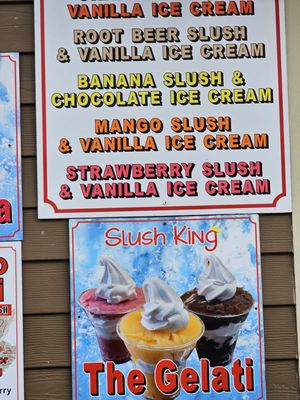 VANILLA ICE CREAM
ROOT BEER SLUSH
& VANILLA ICE CREAM
BANANA SLUSH &
CHOCOLATE ICE CREAM
MANGO SLUSH
& VANILLA ICE CREAM
STRAWBERRY SLUSH
& VANILLA ICE CREAM
Slush King
The Gelati